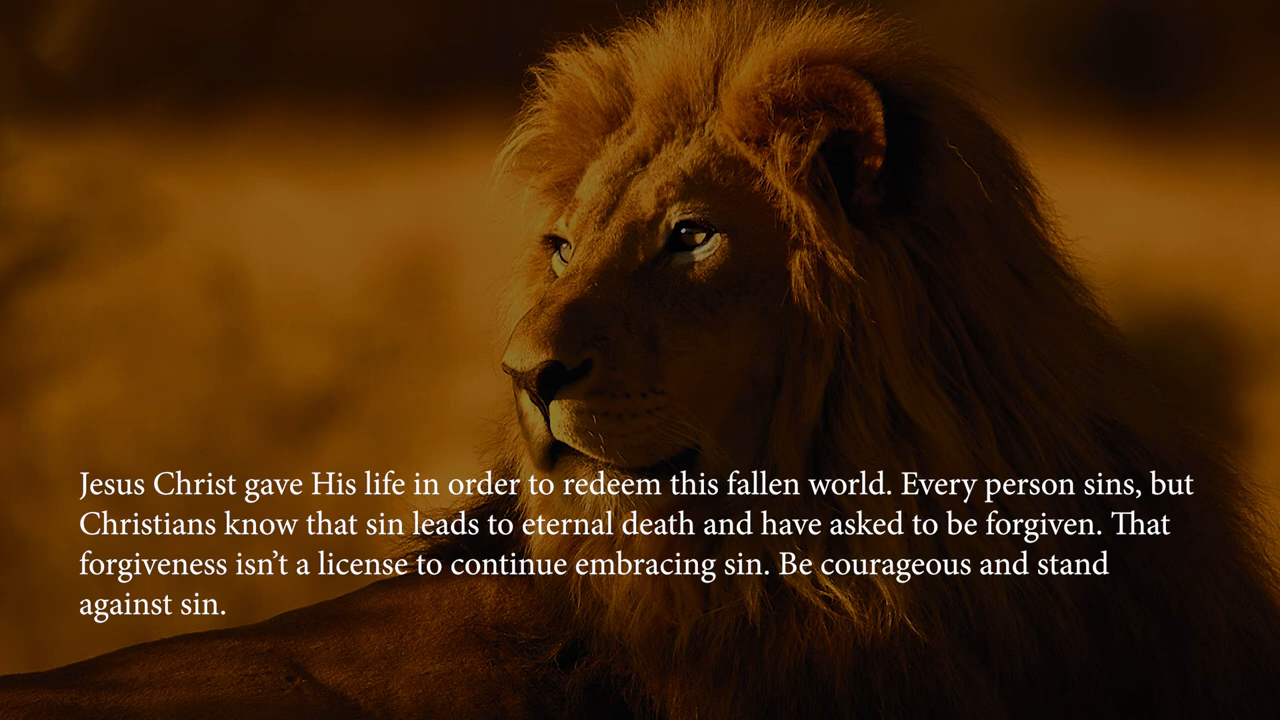 Jesus Christ gave His life in order to redeem this fallen world. Every person sins, but
Christians know that sin leads to eternal death and have asked to be forgiven. That
forgiveness isn’t a license to continue embracing sin. Be courageous and stand
against sin.